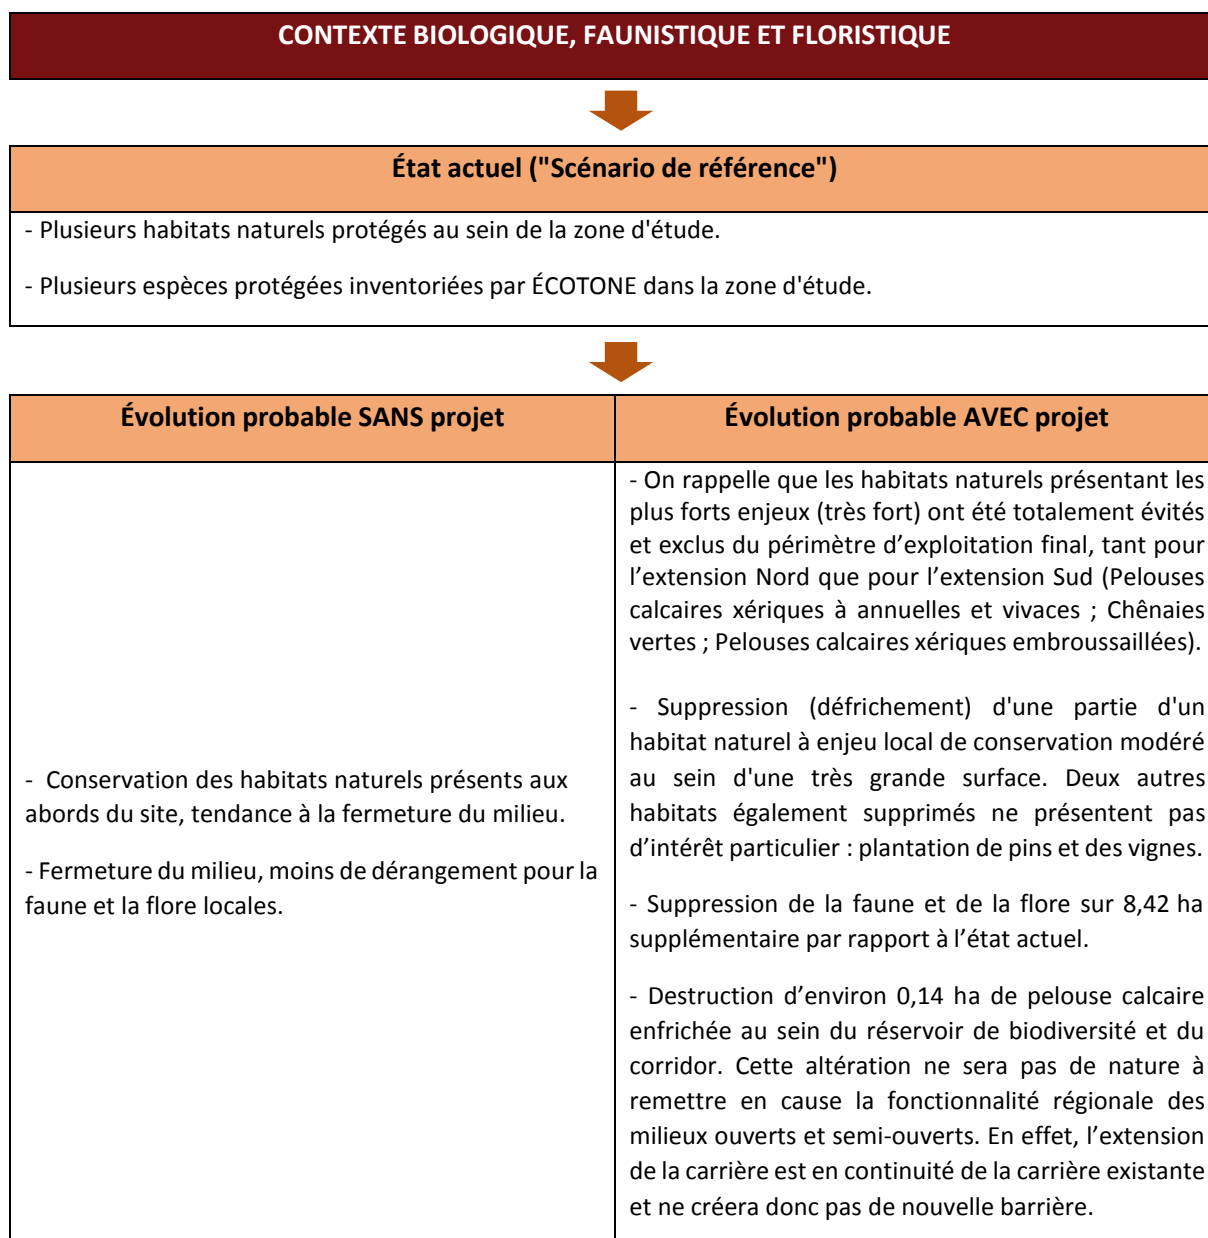 CONTEXTE BIOLOGIQUE, FAUNISTIQUE ET FLORISTIQUE
État actuel ("Scénario de référence")
- Plusieurs habitats naturels protégés au sein de la zone d'étude.
- Plusieurs espèces protégées inventoriées par ÉCOTONE dans la zone d'étude.
Évolution probable SANS projet
- Conservation des habitats naturels présents aux
abords du site, tendance à la fermeture du milieu.
- Fermeture du milieu, moins de dérangement pour la
faune et la flore locales.
Évolution probable AVEC projet
- On rappelle que les habitats naturels présentant les
plus forts enjeux (très fort) ont été totalement évités
et exclus du périmètre d’exploitation final, tant pour
l’extension Nord que pour l’extension Sud (Pelouses
calcaires xériques à annuelles et vivaces ; Chênaies
vertes ; Pelouses calcaires xériques embroussaillées).
- Suppression (défrichement) d'une partie d'un
habitat naturel à enjeu local de conservation modéré
au sein d'une très grande surface. Deux autres
habitats également supprimés ne présentent pas
d’intérêt particulier : plantation de pins et des vignes.
- Suppression de la faune et de la flore sur 8,42 ha
supplémentaire par rapport à l’état actuel.
- Destruction d’environ 0,14 ha de pelouse calcaire
enfrichée au sein du réservoir de biodiversité et du
corridor. Cette altération ne sera pas de nature à
remettre en cause la fonctionnalité régionale des
milieux ouverts et semi-ouverts. En effet, l’extension
de la carrière est en continuité de la carrière existante
et ne créera donc pas de nouvelle barrière.